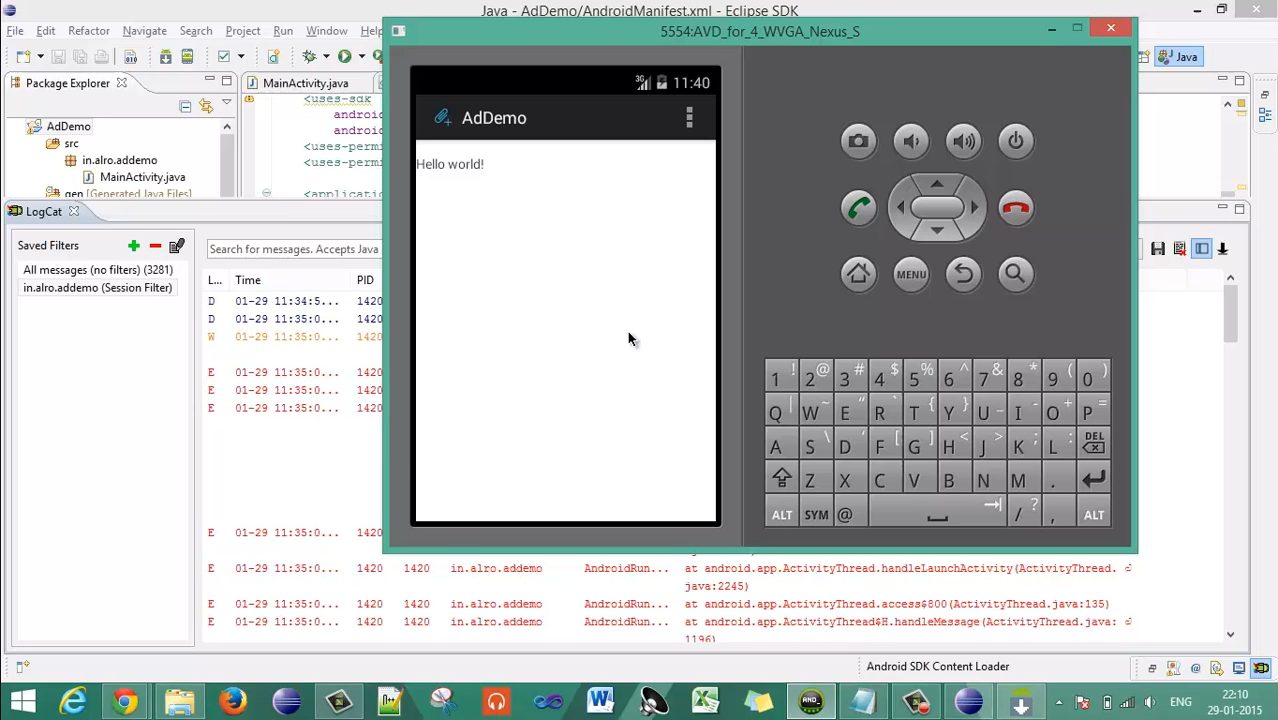 Java - AdDemo/AndroidManifest.xml - Eclipse SDK
File Edit Refactor Navigate Search Project Run Window
5554:AVD_for_4_WVGA_Nexus_S
Java
Package Explorer
MainActivity.java
AdDemo
src
in.alro.addemo
MainActivity.java
gen [Generated Java Files]
<uses-sdk
<uses-perm
<uses-perm
<applicatio
3G 11:40
AdDemo
Hello world!
MENU
1 ! 2 @ 3 # 4 $ 5 % 6 ^ 7 & 8 * 9 ( 0 )
Q | W ~ E “ R ` T { Y } U _ I - O + P =
A S \ D ' F [ G ] H < J > K ; L : DEL
Z X C V B N M .
ALT SYM @ / ? , ALT
LogCat
Saved Filters
All messages (no filters) (3281)
in.alro.addemo (Session Filter)
Search for messages. Accepts Java
L... Time PID
D 01-29 11:34:5... 1420
D 01-29 11:35:0... 1420
W 01-29 11:35:0... 1420
E 01-29 11:35:0... 1420
E 01-29 11:35:0... 1420
E 01-29 11:35:0... 1420
E 01-29 11:35:0... 1420
E 01-29 11:35:0... 1420 1420 in.alro.addemo AndroidRun... at android.app.ActivityThread.handleLaunchActivity(ActivityThread.
java:2245)
E 01-29 11:35:0... 1420 1420 in.alro.addemo AndroidRun... at android.app.ActivityThread.access$800(ActivityThread.java:135)
E 01-29 11:35:0... 1420 1420 in.alro.addemo AndroidRun... at android.app.ActivityThread$H.handleMessage(ActivityThread.java:
1196)
Android SDK Content Loader
ENG
22:10
29-01-2015